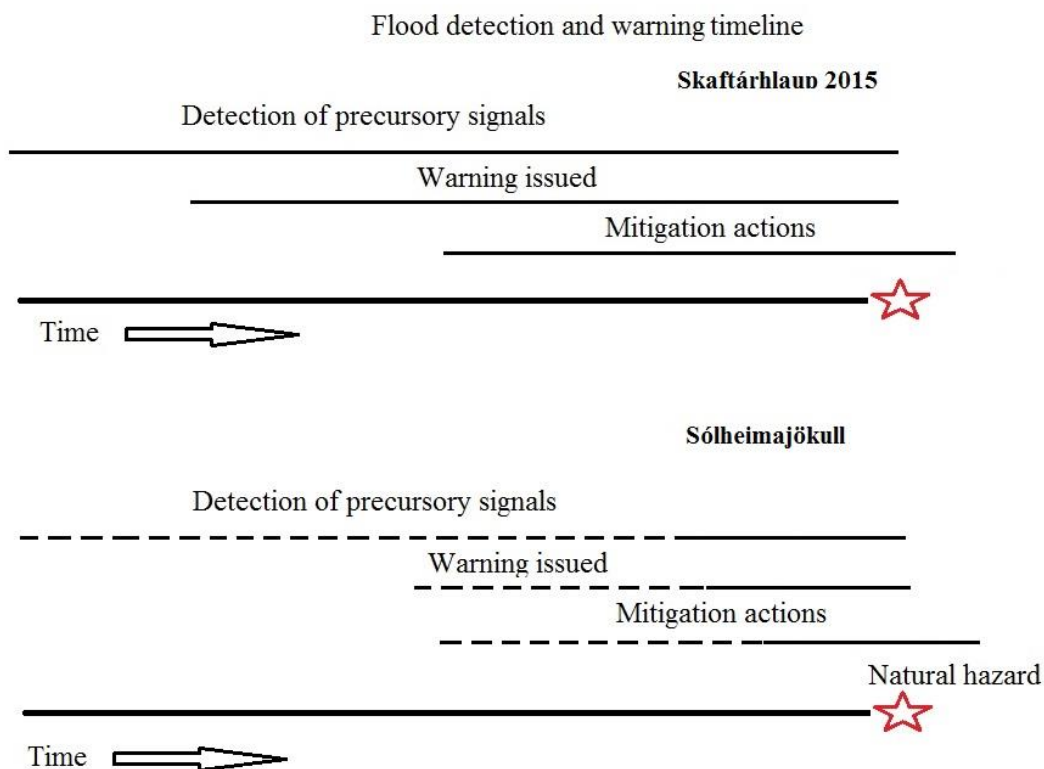 Flood detection and warning timeline
Skaftárhlaup 2015
Detection of precursory signals
Warning issued
Mitigation actions
Time
Sólheimajökull
Detection of precursory signals
Warning issued
Mitigation actions
Natural hazard
Time